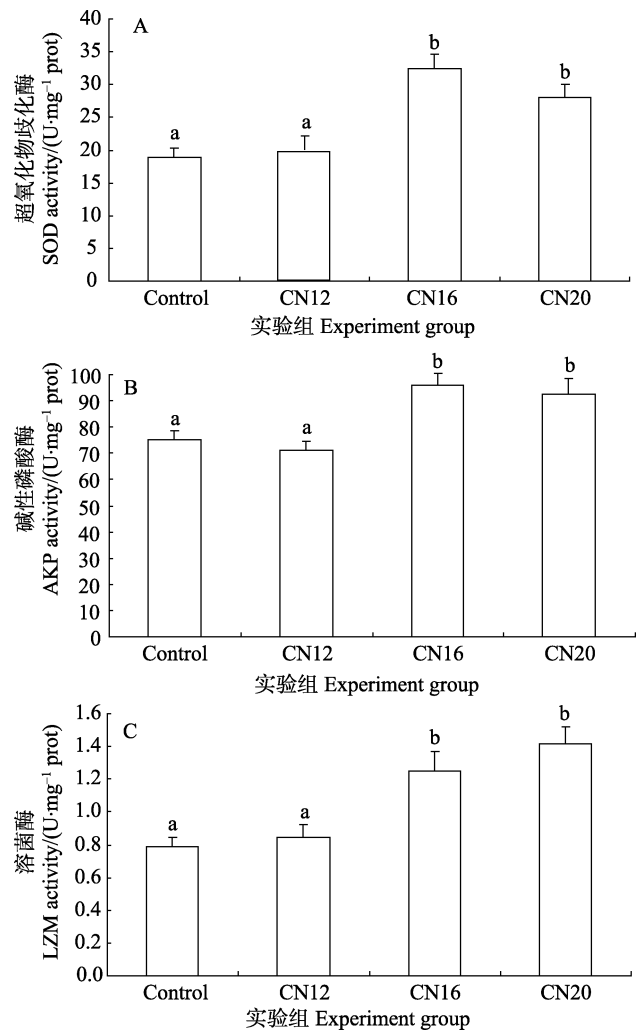 A
超氧化物歧化酶
SOD activity/(U·mg⁻¹ prot)
40
35
30
25
20
15
10
5
0
a
a
b
b
Control
CN12
CN16
CN20
实验组 Experiment group
B
碱性磷酸酶
AKP activity/(U·mg⁻¹ prot)
100
90
80
70
60
50
40
30
20
10
0
a
a
b
b
Control
CN12
CN16
CN20
实验组 Experiment group
C
溶菌酶
LZM activity/(U·mg⁻¹ prot)
1.6
1.4
1.2
1.0
0.8
0.6
0.4
0.2
0.0
a
a
b
b
Control
CN12
CN16
CN20
实验组 Experiment group